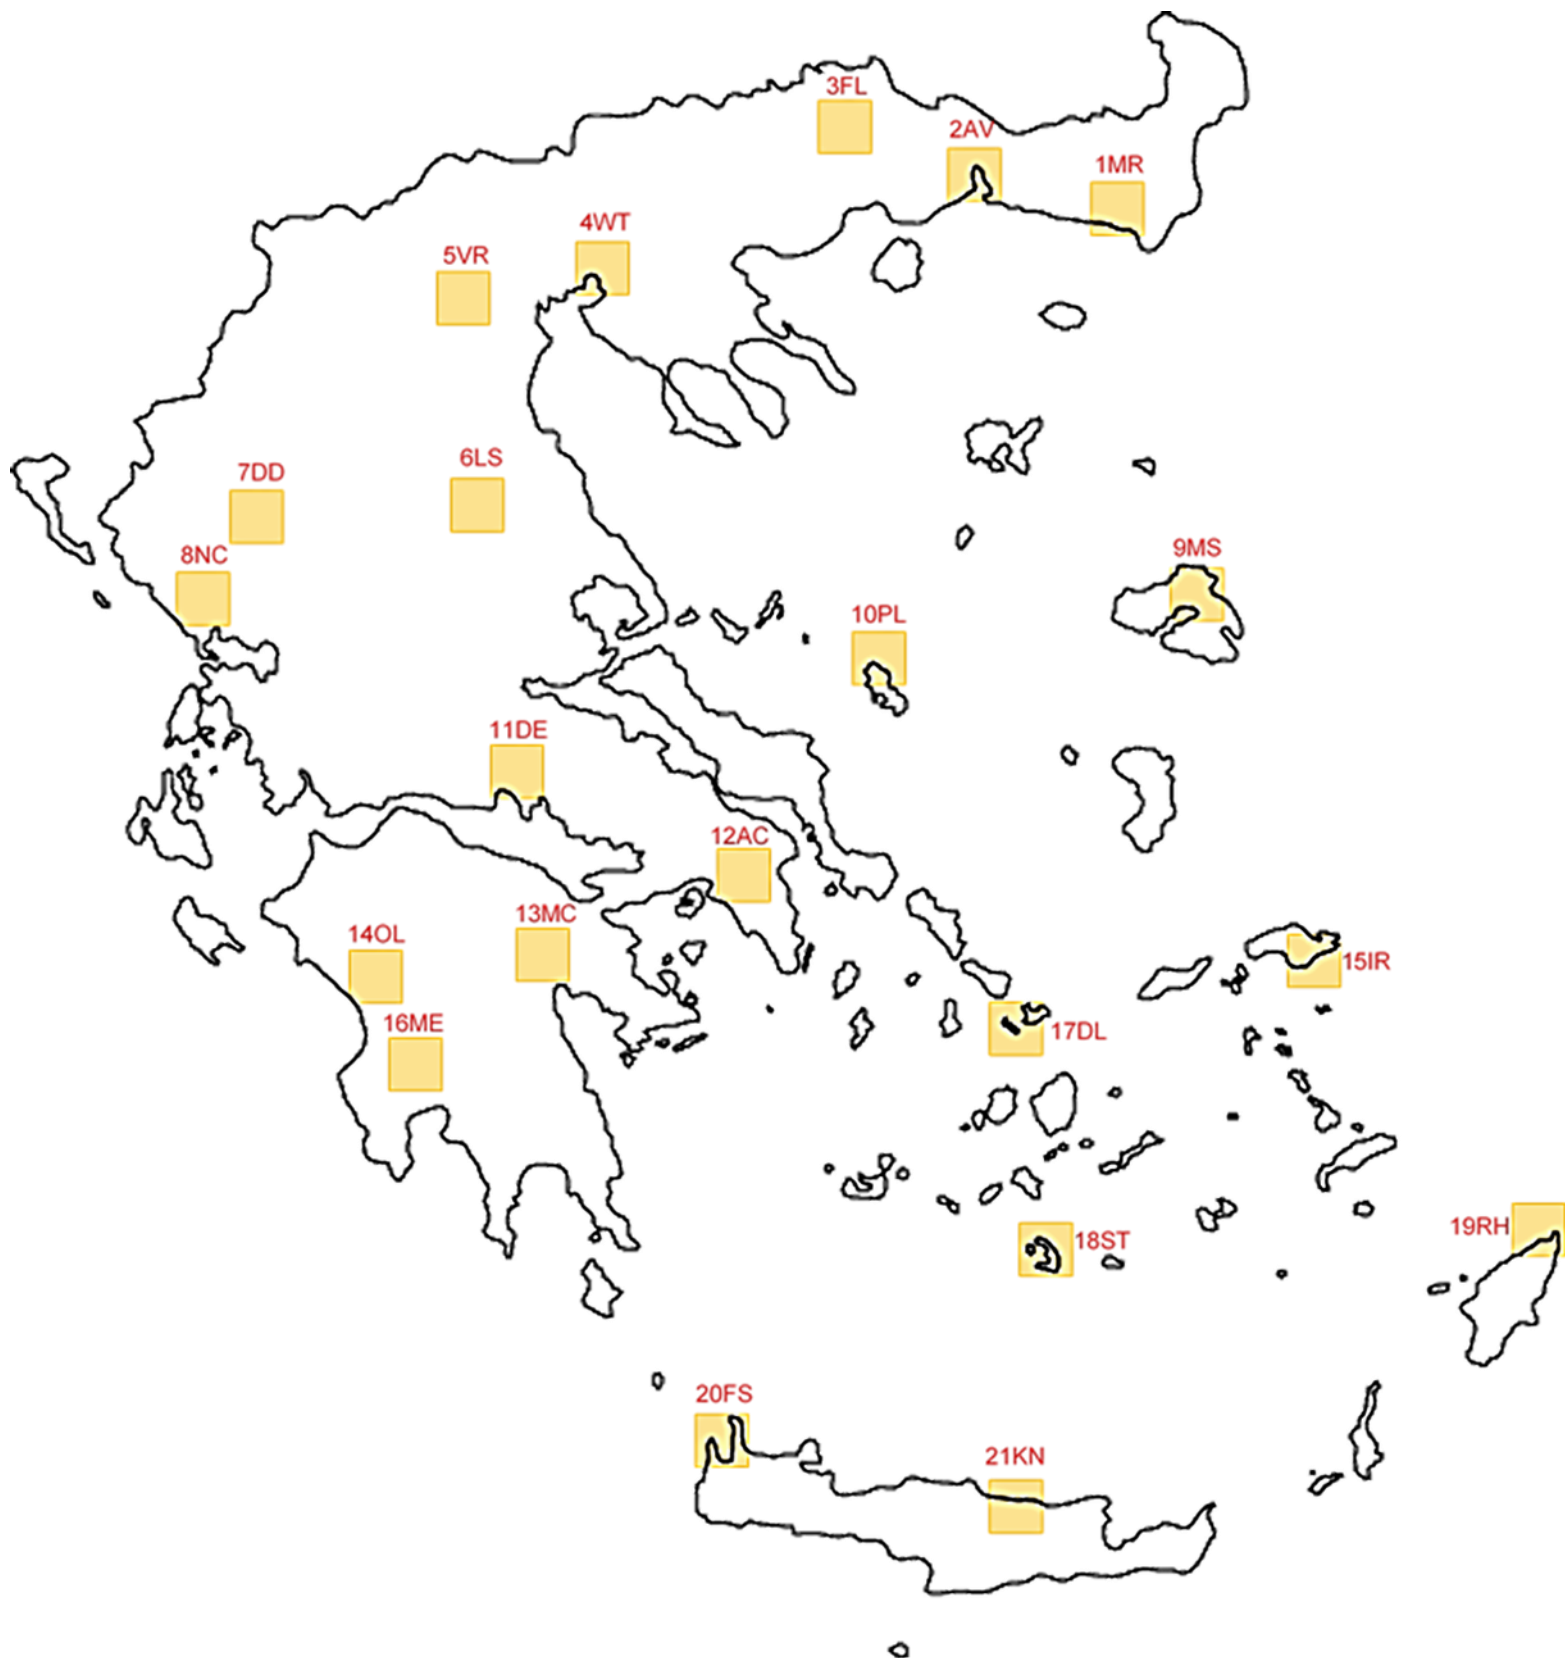 3FL
2AV
1MR
4WT
5VR
6LS
7DD
8NC
9MS
10PL
11DE
12AC
13MC
14OL
15IR
16ME
17DL
18ST
19RH
20FS
21KN